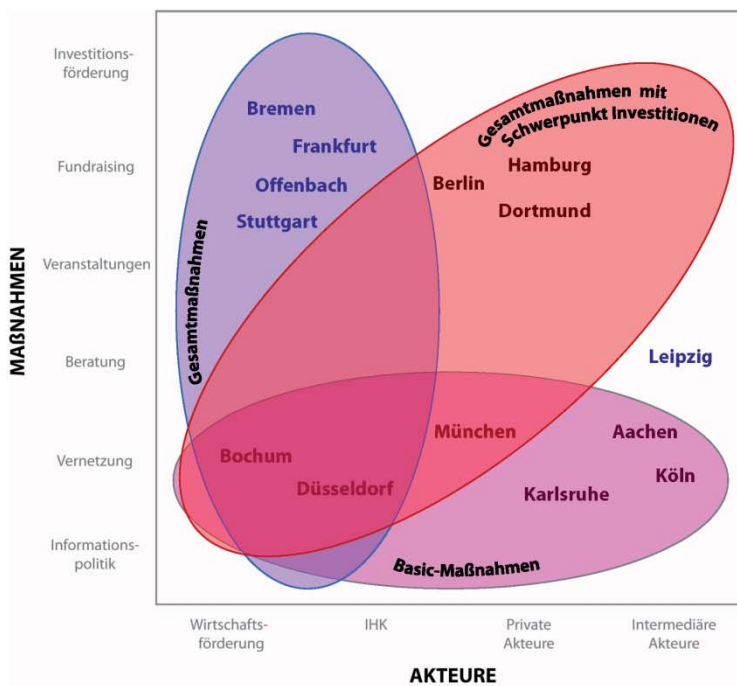 Investitions-
förderung
Fundraising
Veranstaltungen
Beratung
Vernetzung
Informations-
politik
MAßNAHMEN
Bremen
Frankfurt
Offenbach
Stuttgart
Gesamtmaßnahmen
Gesamtmaßnahmen mit
Schwerpunkt Investitionen
Hamburg
Berlin
Dortmund
Leipzig
München
Aachen
Bochum
Köln
Düsseldorf
Karlsruhe
Basic-Maßnahmen
Wirtschafts-
förderung
IHK
Private
Akteure
Intermediäre
Akteure
AKTEURE